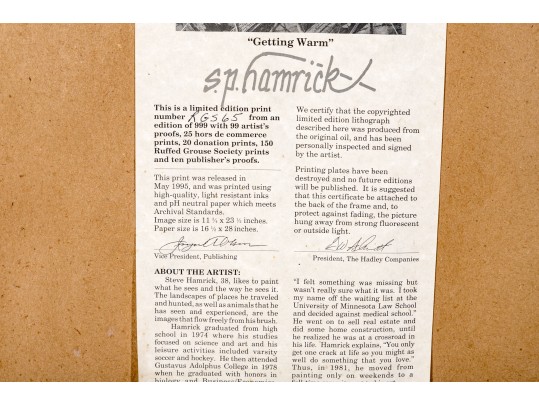 "Getting Warm"
s.p. hamrick
This is a limited edition print
number RGS65 from an
edition of 999 with 99 artist's
proofs, 25 hors de commerce
prints, 20 donation prints, 150
Ruffed Grouse Society prints
and ten publisher's proofs.
This print was released in
May 1995, and was printed using
high-quality, light resistant inks
and pH neutral paper which meets
Archival Standards.
Image size is 11 ¾ x 23 ½ inches.
Paper size is 16 ½ x 28 inches.
Vice President, Publishing
ABOUT THE ARTIST:
Steve Hamrick, 38, likes to paint
what he sees and the way he sees it.
The landscapes of places he traveled
and hunted, as well as animals that he
has seen and experienced, are the
images that flow freely from his brush.
Hamrick graduated from high
school in 1974 where his studies
focused on science and art and his
leisure activities included varsity
soccer and hockey. He then attended
Gustavus Adolphus College in 1978
when he graduated with honors in
biology and Business/Economics
We certify that the copyrighted
limited edition lithograph
described here was produced from
the original oil, and has been
personally inspected and signed
by the artist.
Printing plates have been
destroyed and no future editions
will be published. It is suggested
that this certificate be attached to
the back of the frame and, to
protect against fading, the picture
hung away from strong fluorescent
or outside light.
President, The Hadley Companies
"I felt something was missing but
wasn't really sure what it was. I took
my name off the waiting list at the
University of Minnesota Law School
and decided against medical school."
He went on to sell real estate and
did some home construction, until
he realized he was at a crossroad in
his life. Hamrick explains, "You only
get one crack at life so you might as
well do something that you love."
Thus, in 1981, he moved from
painting only on weekends to a